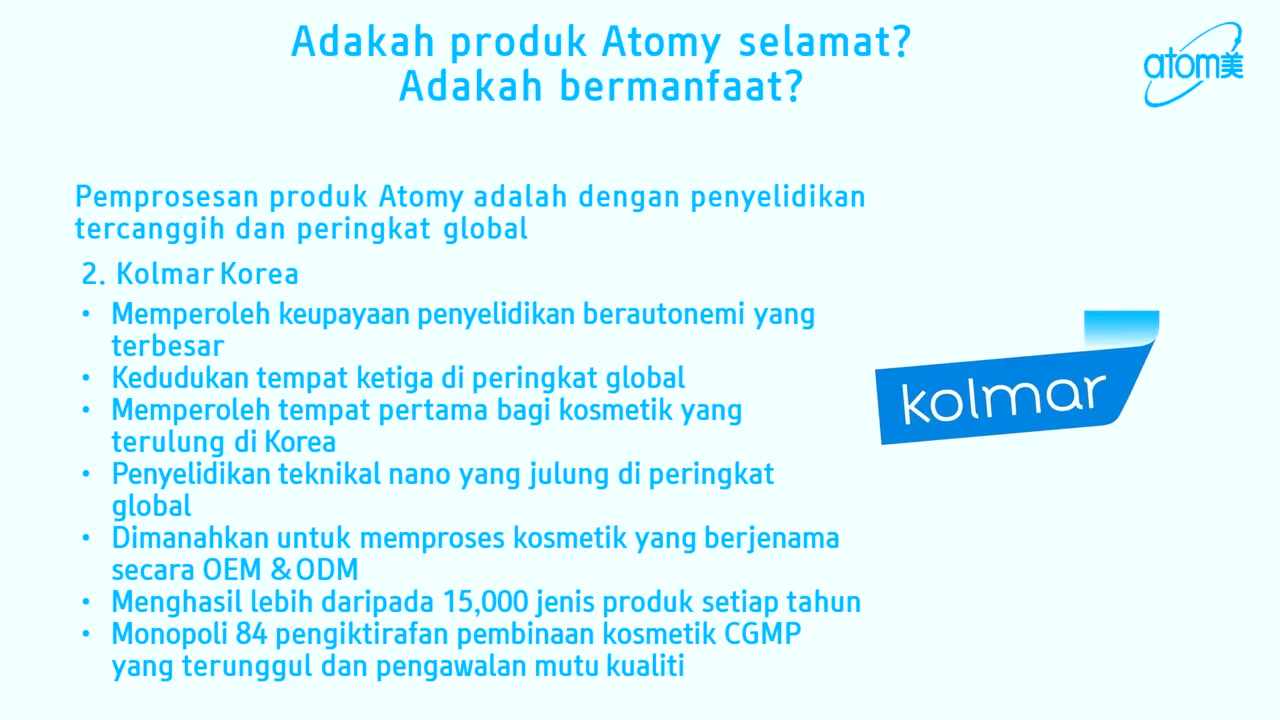 Adakah produk Atomy selamat?
Adakah bermanfaat?
atom美
Pemprosesan produk Atomy adalah dengan penyelidikan
tercanggih dan peringkat global
2. Kolmar Korea
• Memperoleh keupayaan penyelidikan berautonemi yang
terbesar
• Kedudukan tempat ketiga di peringkat global
• Memperoleh tempat pertama bagi kosmetik yang
terulung di Korea
• Penyelidikan teknikal nano yang julung di peringkat
global
• Dimanahkan untuk memproses kosmetik yang berjenama
secara OEM & ODM
• Menghasil lebih daripada 15,000 jenis produk setiap tahun
• Monopoli 84 pengiktirafan pembinaan kosmetik CGMP
yang terunggul dan pengawalan mutu kualiti
kolmar